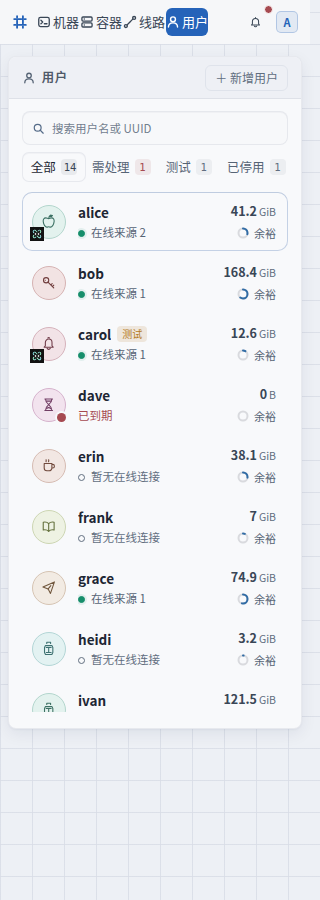 机器 容器 线路 用户 A
用户 新增用户
搜索用户名或 UUID
全部 14 需处理 1 测试 1 已停用 1
alice 41.2 GiB
在线来源 2 余裕
bob 168.4 GiB
在线来源 1 余裕
carol 测试 12.6 GiB
在线来源 1 余裕
dave 0 B
已到期 余裕
erin 38.1 GiB
暂无在线连接 余裕
frank 7 GiB
暂无在线连接 余裕
grace 74.9 GiB
在线来源 1 余裕
heidi 3.2 GiB
暂无在线连接 余裕
ivan 121.5 GiB